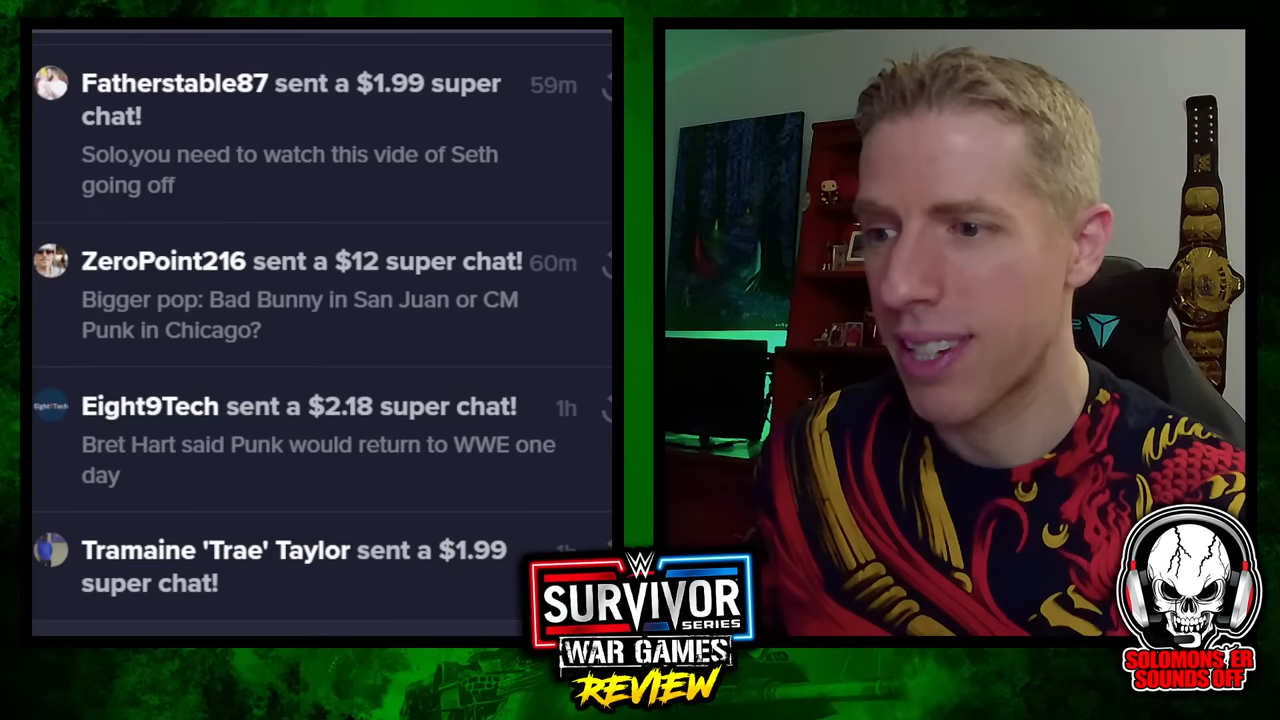 Fatherstable87 sent a $1.99 super
59m
chat!
Solo,you need to watch this vide of Seth
going off
ZeroPoint216 sent a $12 super chat!
60m
Bigger pop: Bad Bunny in San Juan or CM
Punk in Chicago?
Eight9Tech
Eight9Tech sent a $2.18 super chat!
1h
Bret Hart said Punk would return to WWE one
day
Tramaine 'Trae' Taylor sent a $1.99
1h
super chat!
SURVIVOR
SERIES
WAR GAMES
REVIEW
SOLOMONSTER
SOUNDS OFF